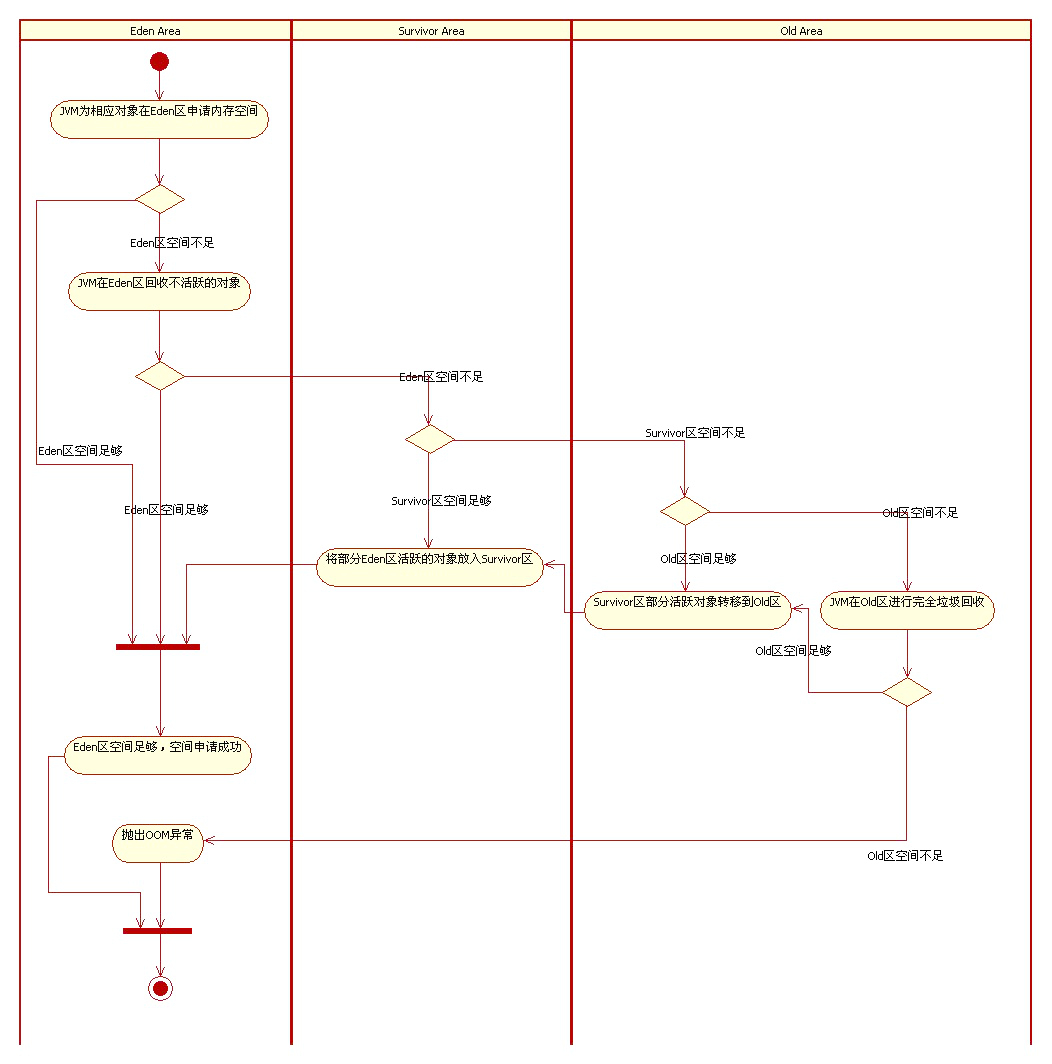 Eden Area
Survivor Area
Old Area
JVM为相应对象在Eden区申请内存空间
Eden区空间不足
JVM在Eden区回收不活跃的对象
Eden区空间不足
Survivor区空间不足
Eden区空间足够
Survivor区空间足够
Eden区空间足够
Old区空间不足
将部分Eden区活跃的对象放入Survivor区
Old区空间足够
Survivor区部分活跃对象转移到Old区
JVM在Old区进行完全垃圾回收
Old区空间足够
Eden区空间足够，空间申请成功
抛出OOM异常
Old区空间不足